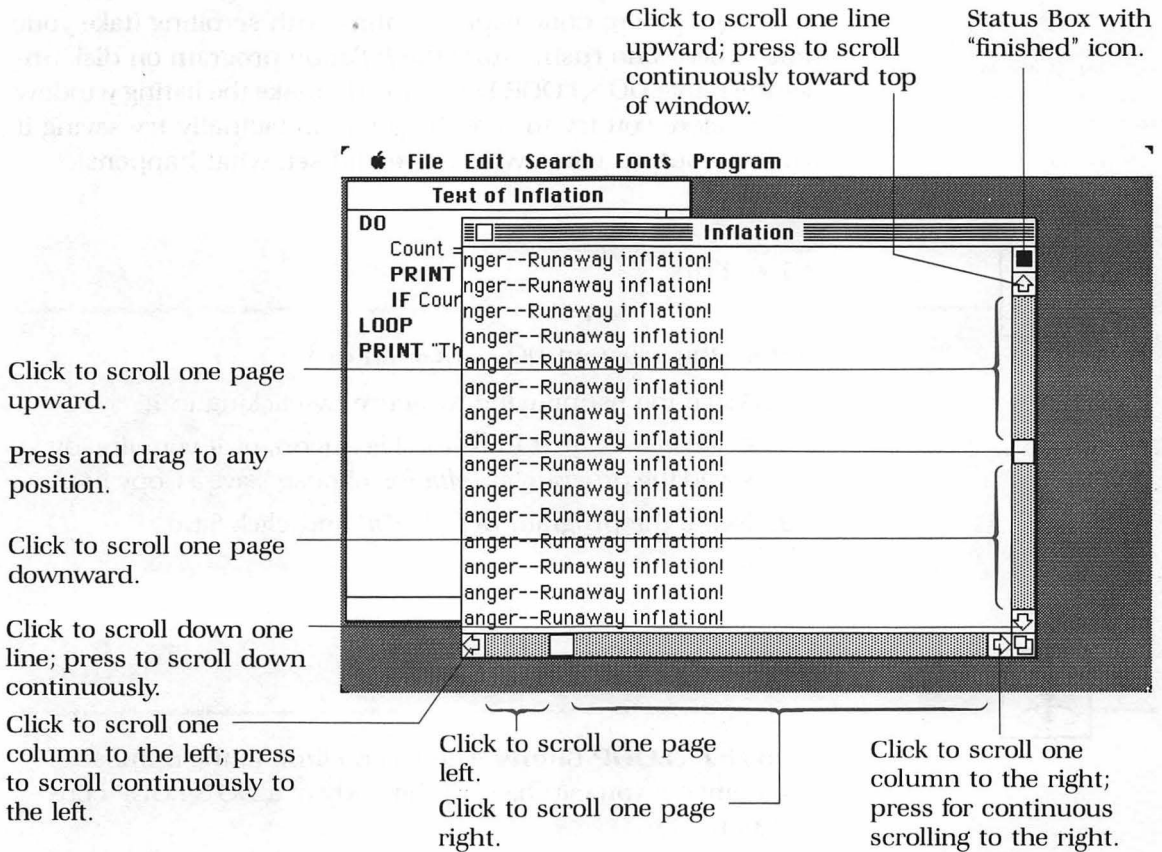 Click to scroll one line
upward; press to scroll
continuously toward top
of window.
Status Box with
“finished” icon.
File Edit Search Fonts Program
Text of Inflation
DO
Count =
PRINT
IF Coun
LOOP
PRINT "Th
Inflation
nger--Runaway inflation!
nger--Runaway inflation!
nger--Runaway inflation!
anger--Runaway inflation!
anger--Runaway inflation!
anger--Runaway inflation!
anger--Runaway inflation!
anger--Runaway inflation!
anger--Runaway inflation!
anger--Runaway inflation!
anger--Runaway inflation!
anger--Runaway inflation!
anger--Runaway inflation!
anger--Runaway inflation!
anger--Runaway inflation!
Click to scroll one page
upward.
Press and drag to any
position.
Click to scroll one page
downward.
Click to scroll down one
line; press to scroll down
continuously.
Click to scroll one
column to the left; press
to scroll continuously to
the left.
Click to scroll one page
left.
Click to scroll one page
right.
Click to scroll one
column to the right;
press for continuous
scrolling to the right.